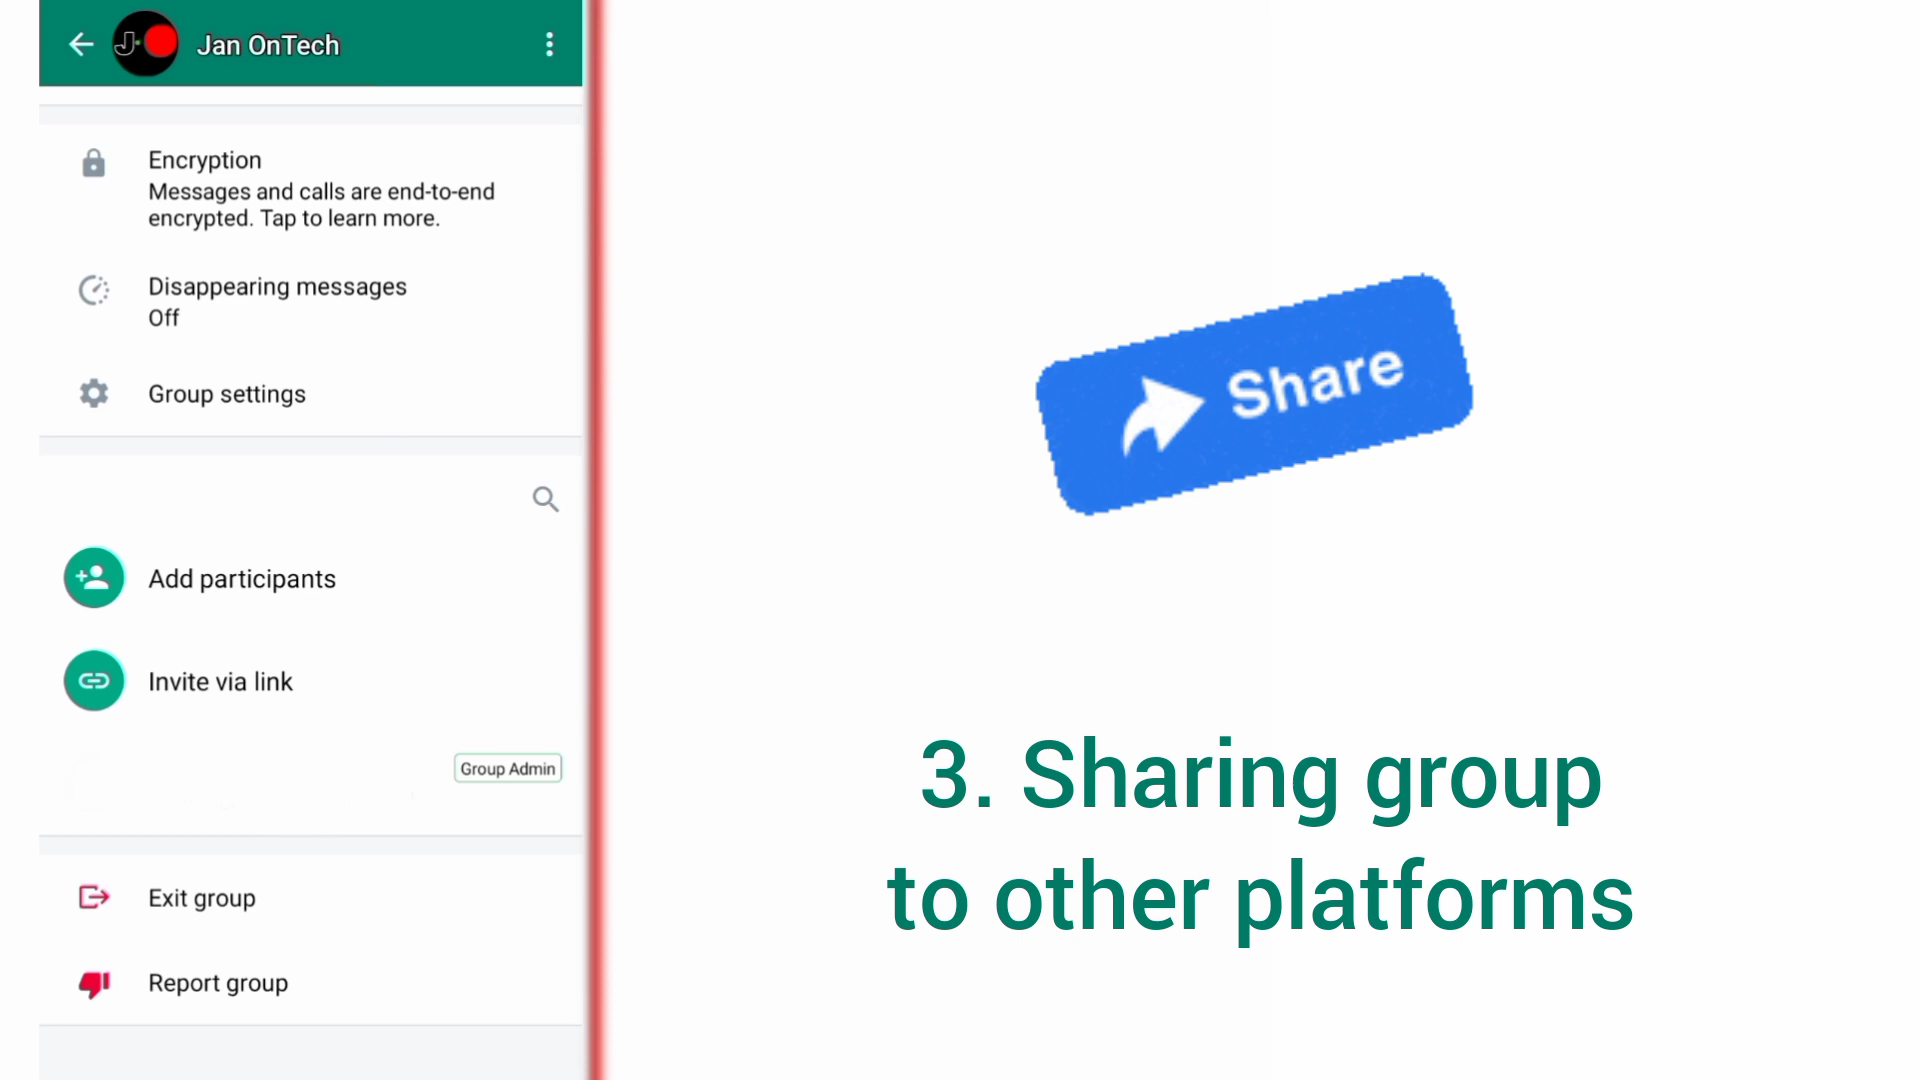 Jan OnTech
Encryption
Messages and calls are end-to-end
encrypted. Tap to learn more.
Disappearing messages
Off
Group settings
Add participants
Invite via link
Group Admin
Exit group
Report group
Share
3. Sharing group
to other platforms